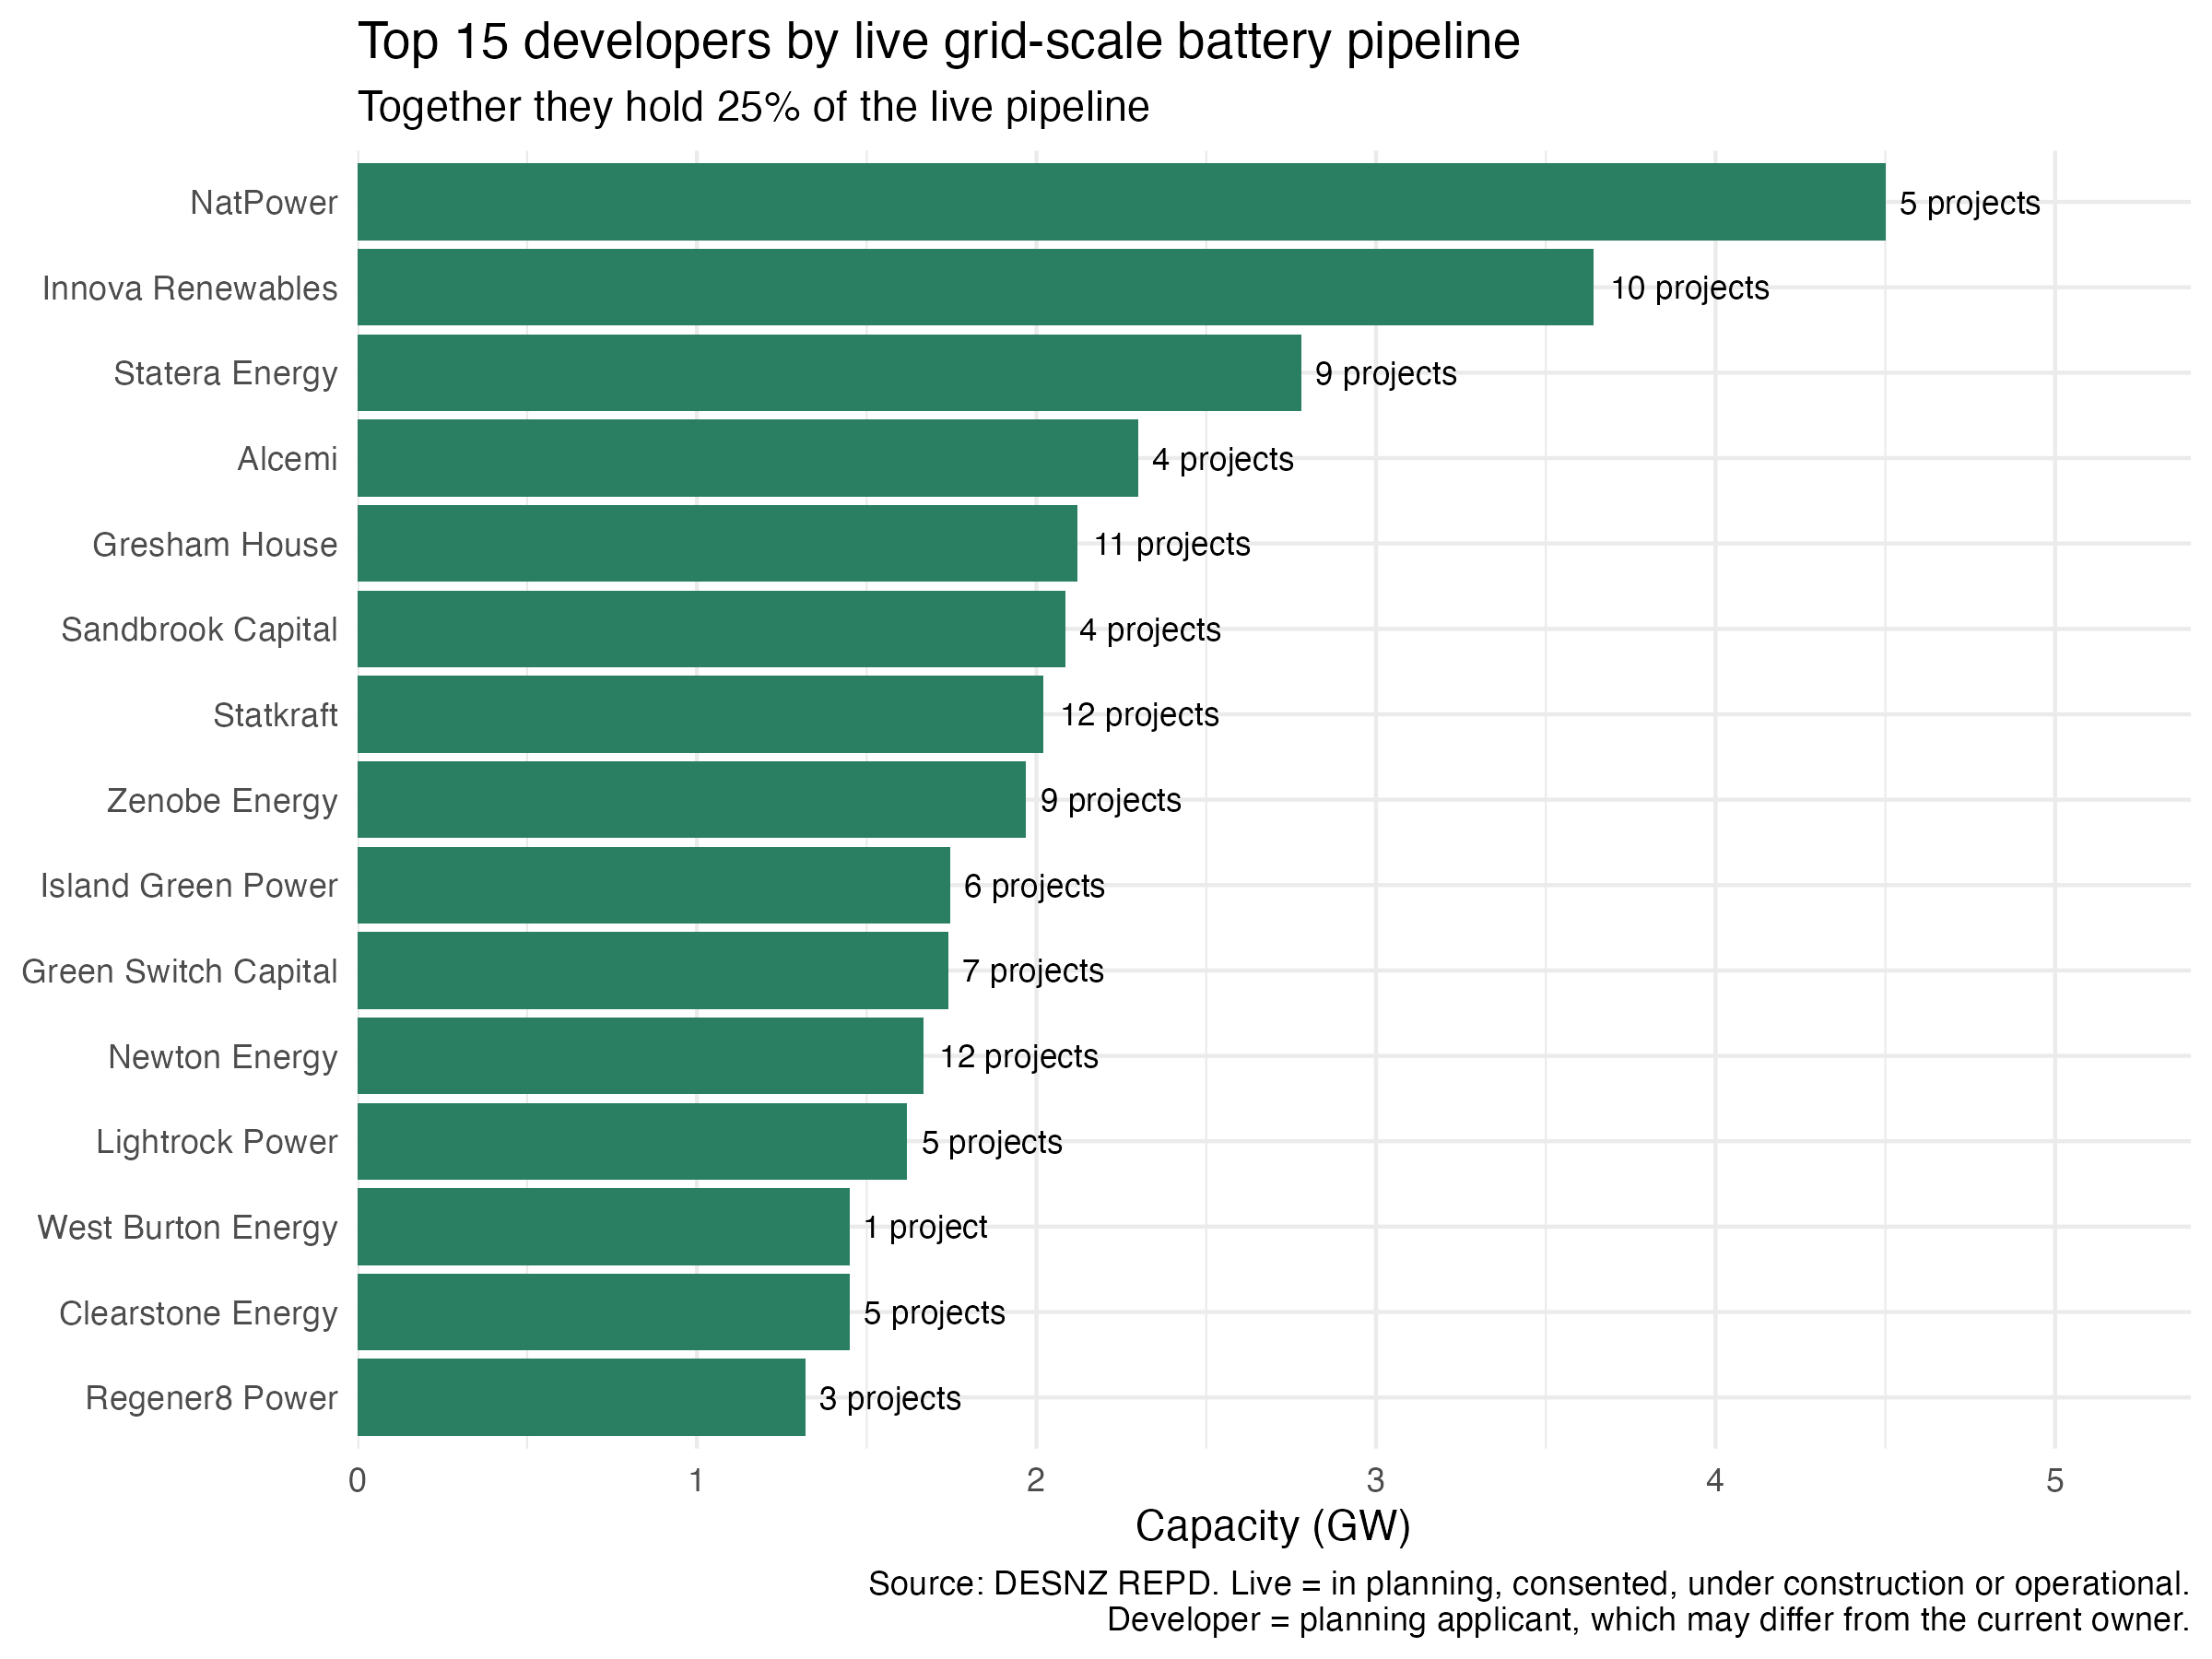 Top 15 developers by live grid-scale battery pipeline
Together they hold 25% of the live pipeline
NatPower 5 projects
Innova Renewables 10 projects
Statera Energy 9 projects
Alcemi 4 projects
Gresham House 11 projects
Sandbrook Capital 4 projects
Statkraft 12 projects
Zenobe Energy 9 projects
Island Green Power 6 projects
Green Switch Capital 7 projects
Newton Energy 12 projects
Lightrock Power 5 projects
West Burton Energy 1 project
Clearstone Energy 5 projects
Regener8 Power 3 projects
0 1 2 3 4 5
Capacity (GW)
Source: DESNZ REPD. Live = in planning, consented, under construction or operational.
Developer = planning applicant, which may differ from the current owner.